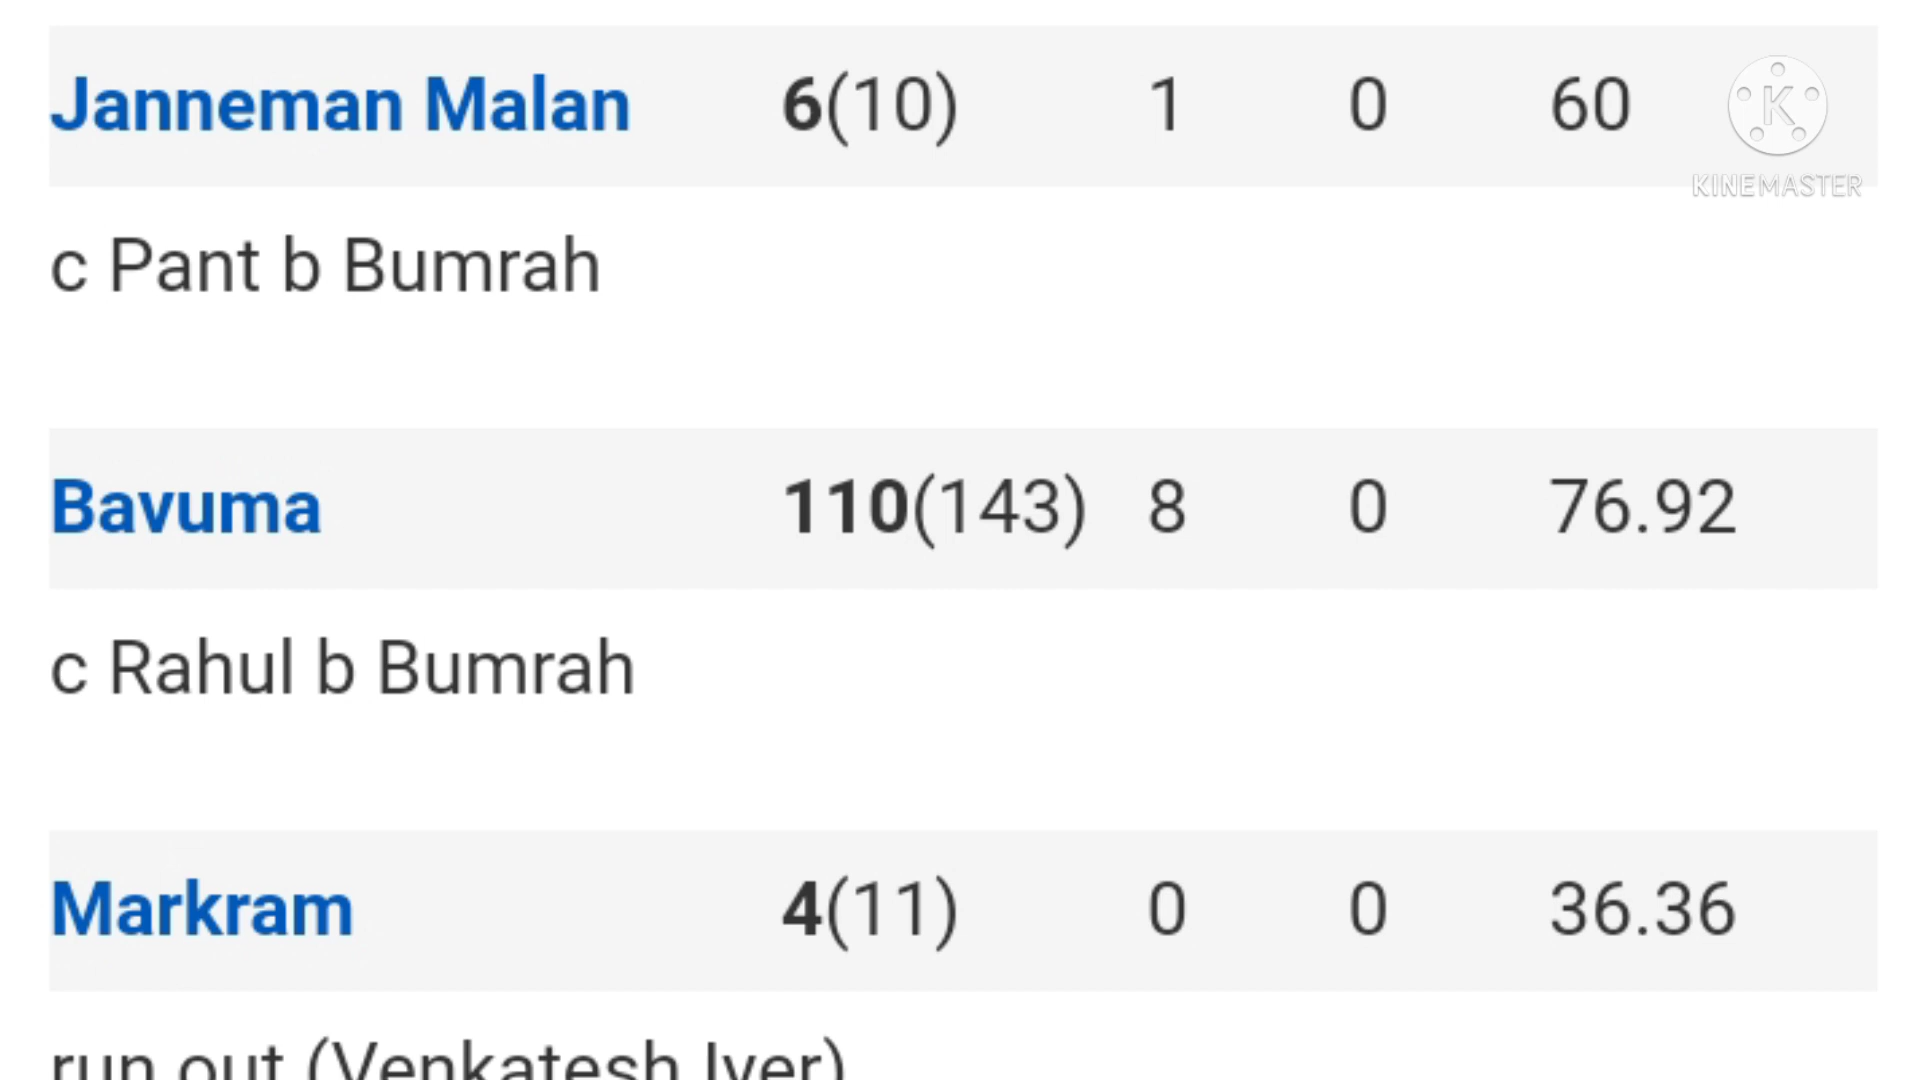 Janneman Malan 6(10) 1 0 60
K
KINEMASTER
c Pant b Bumrah
Bavuma 110(143) 8 0 76.92
c Rahul b Bumrah
Markram 4(11) 0 0 36.36
run out (Venkatesh Iyer)